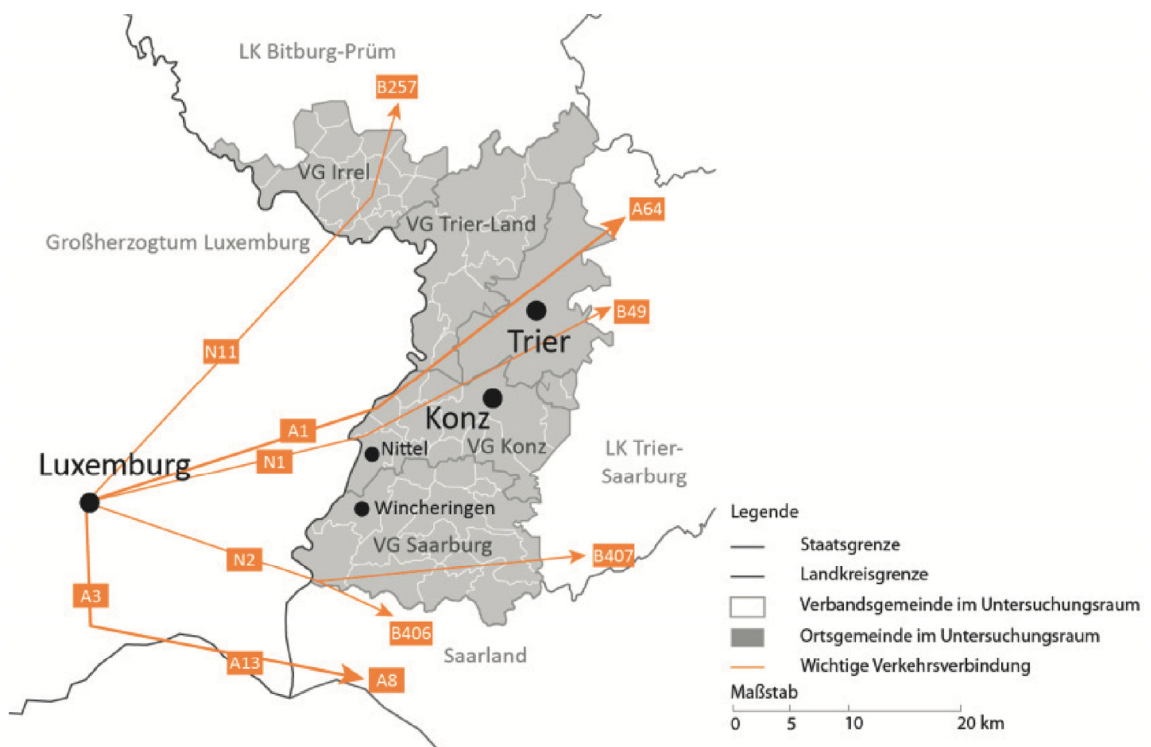 LK Bitburg-Prüm
B257
VG Irrel
A64
VG Trier-Land
Großherzogtum Luxemburg
B49
Trier
N11
Konz
A1
VG Konz
Nittel
N1
LK Trier-
Saarburg
Luxemburg
Wincheringen
VG Saarburg
N2
B407
A3
B406
Saarland
A13
A8
Legende
Staatsgrenze
Landkreisgrenze
Verbandsgemeinde im Untersuchungsraum
Ortsgemeinde im Untersuchungsraum
Wichtige Verkehrsverbindung
Maßstab
0 5 10 20 km